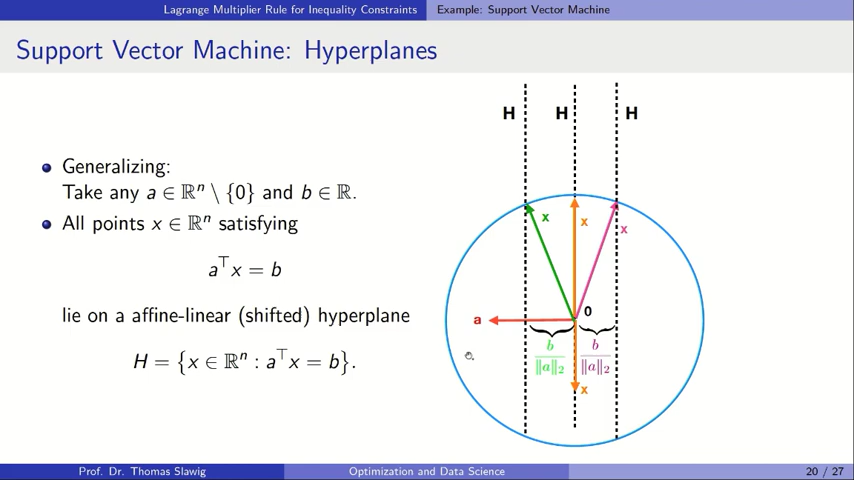 Lagrange Multiplier Rule for Inequality Constraints Example: Support Vector Machine
Support Vector Machine: Hyperplanes
Generalizing:
Take any a ∈ ℝⁿ \ {0} and b ∈ ℝ.
All points x ∈ ℝⁿ satisfying
a⊤x = b
lie on a affine-linear (shifted) hyperplane
H = {x ∈ ℝⁿ : a⊤x = b}.
H H H
x x x
a 0
b/‖a‖₂ b/‖a‖₂
x
Prof. Dr. Thomas Slawig Optimization and Data Science 20 / 27